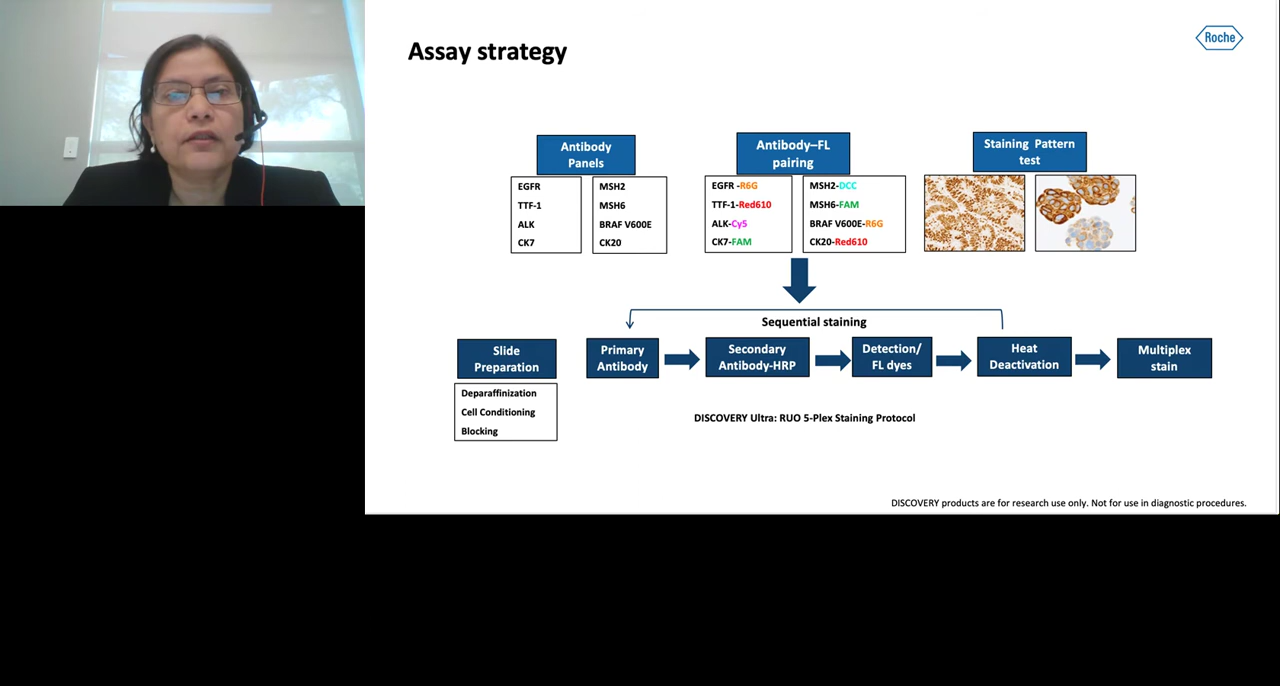 Assay strategy
Roche
Antibody
Panels
EGFR
TTF-1
ALK
CK7
MSH2
MSH6
BRAF V600E
CK20
Antibody–FL
pairing
EGFR -R6G
TTF-1-Red610
ALK-Cy5
CK7-FAM
MSH2-DCC
MSH6-FAM
BRAF V600E-R6G
CK20-Red610
Staining Pattern
test
Sequential staining
Slide
Preparation
Deparaffinization
Cell Conditioning
Blocking
Primary
Antibody
Secondary
Antibody-HRP
Detection/
FL dyes
Heat
Deactivation
Multiplex
stain
DISCOVERY Ultra: RUO 5-Plex Staining Protocol
DISCOVERY products are for research use only. Not for use in diagnostic procedures.